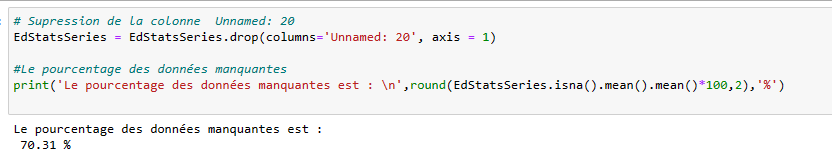 # Supression de la colonne  Unnamed: 20
EdStatsSeries = EdStatsSeries.drop(columns='Unnamed: 20', axis = 1)
#Le pourcentage des données manquantes
print('Le pourcentage des données manquantes est : \n',round(EdStatsSeries.isna().mean().mean()*100,2),'%')
Le pourcentage des données manquantes est :
 70.31 %